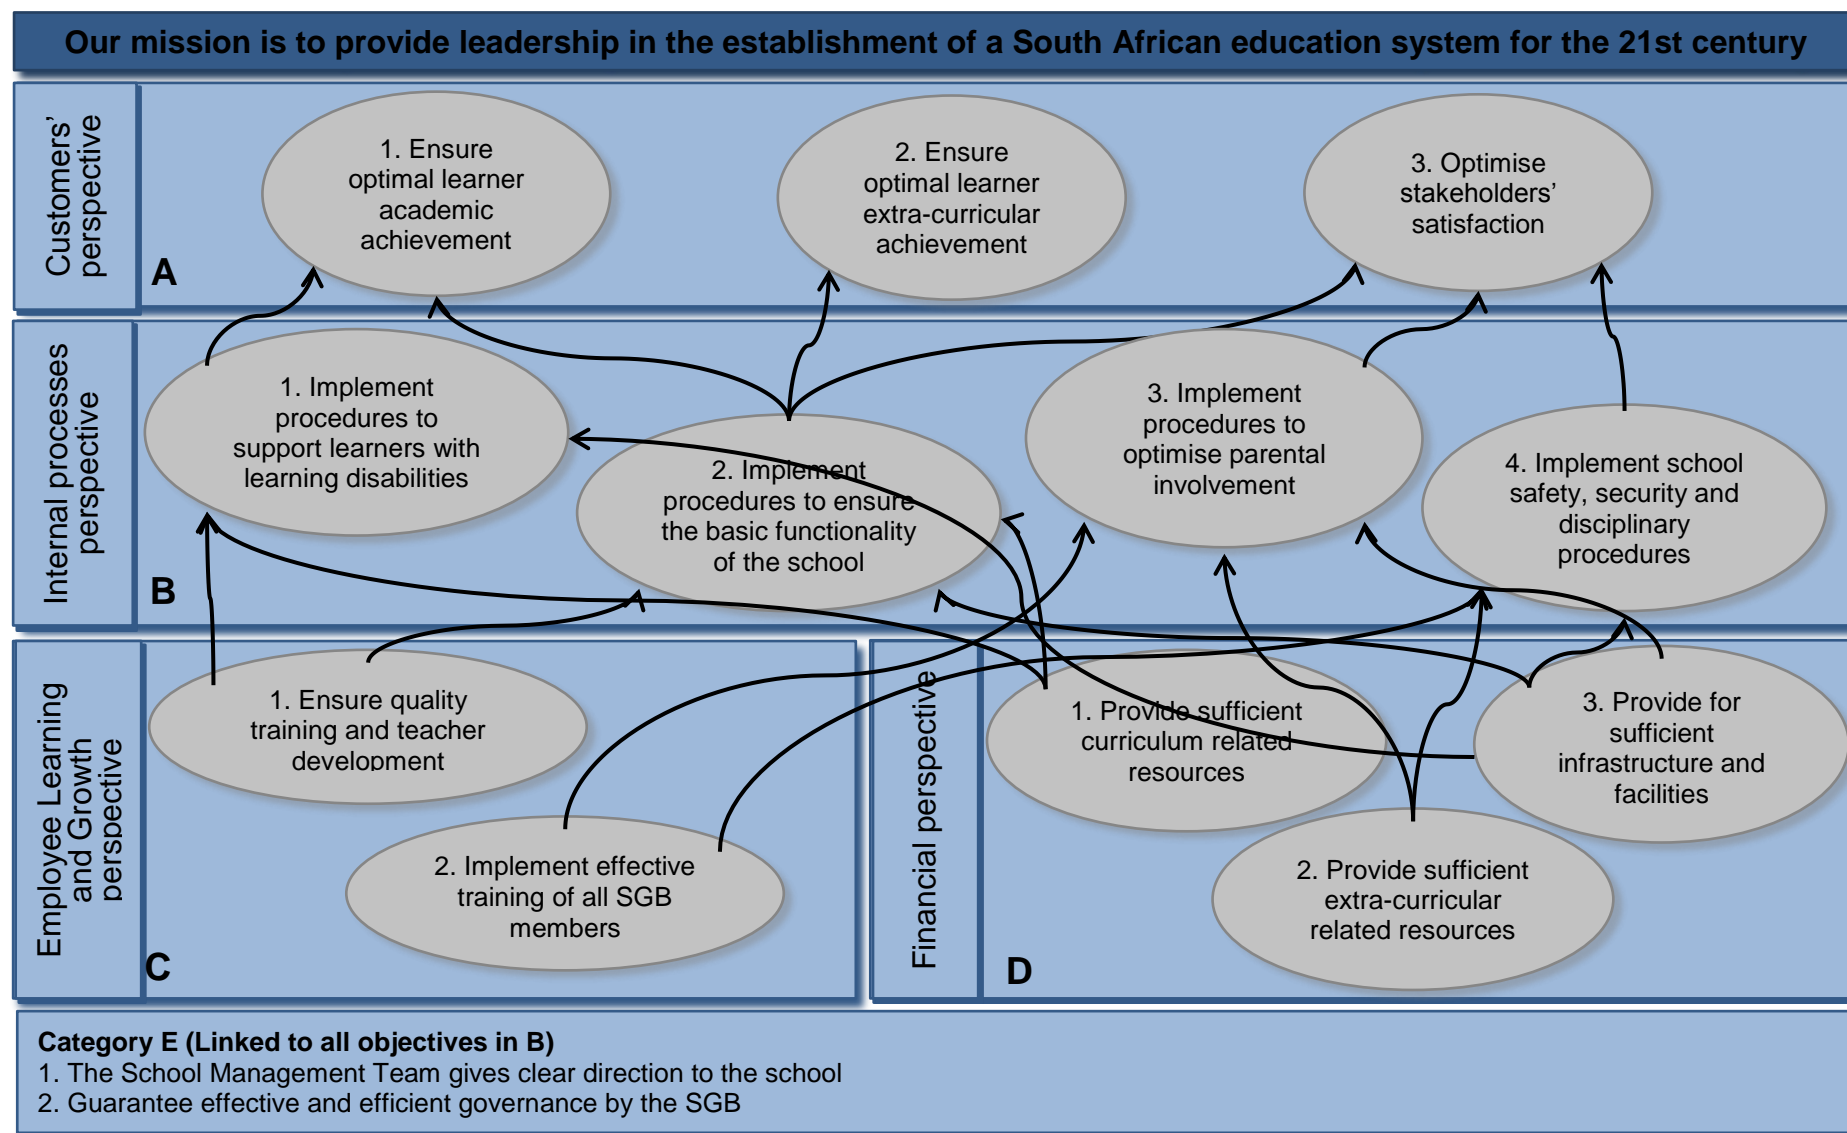 Our mission is to provide leadership in the establishment of a South African education system for the 21st century
Customers'
perspective
A
1. Ensure
optimal learner
academic
achievement
2. Ensure
optimal learner
extra-curricular
achievement
3. Optimise
stakeholders'
satisfaction
Internal processes
perspective
B
1. Implement
procedures to
support learners with
learning disabilities
2. Implement
procedures to ensure
the basic functionality
of the school
3. Implement
procedures to
optimise parental
involvement
4. Implement school
safety, security and
disciplinary
procedures
Employee Learning
and Growth
perspective
C
1. Ensure quality
training and teacher
development
2. Implement effective
training of all SGB
members
Financial perspective
D
1. Provide sufficient
curriculum related
resources
2. Provide sufficient
extra-curricular
related resources
3. Provide for
sufficient
infrastructure and
facilities
Category E (Linked to all objectives in B)
1. The School Management Team gives clear direction to the school
2. Guarantee effective and efficient governance by the SGB